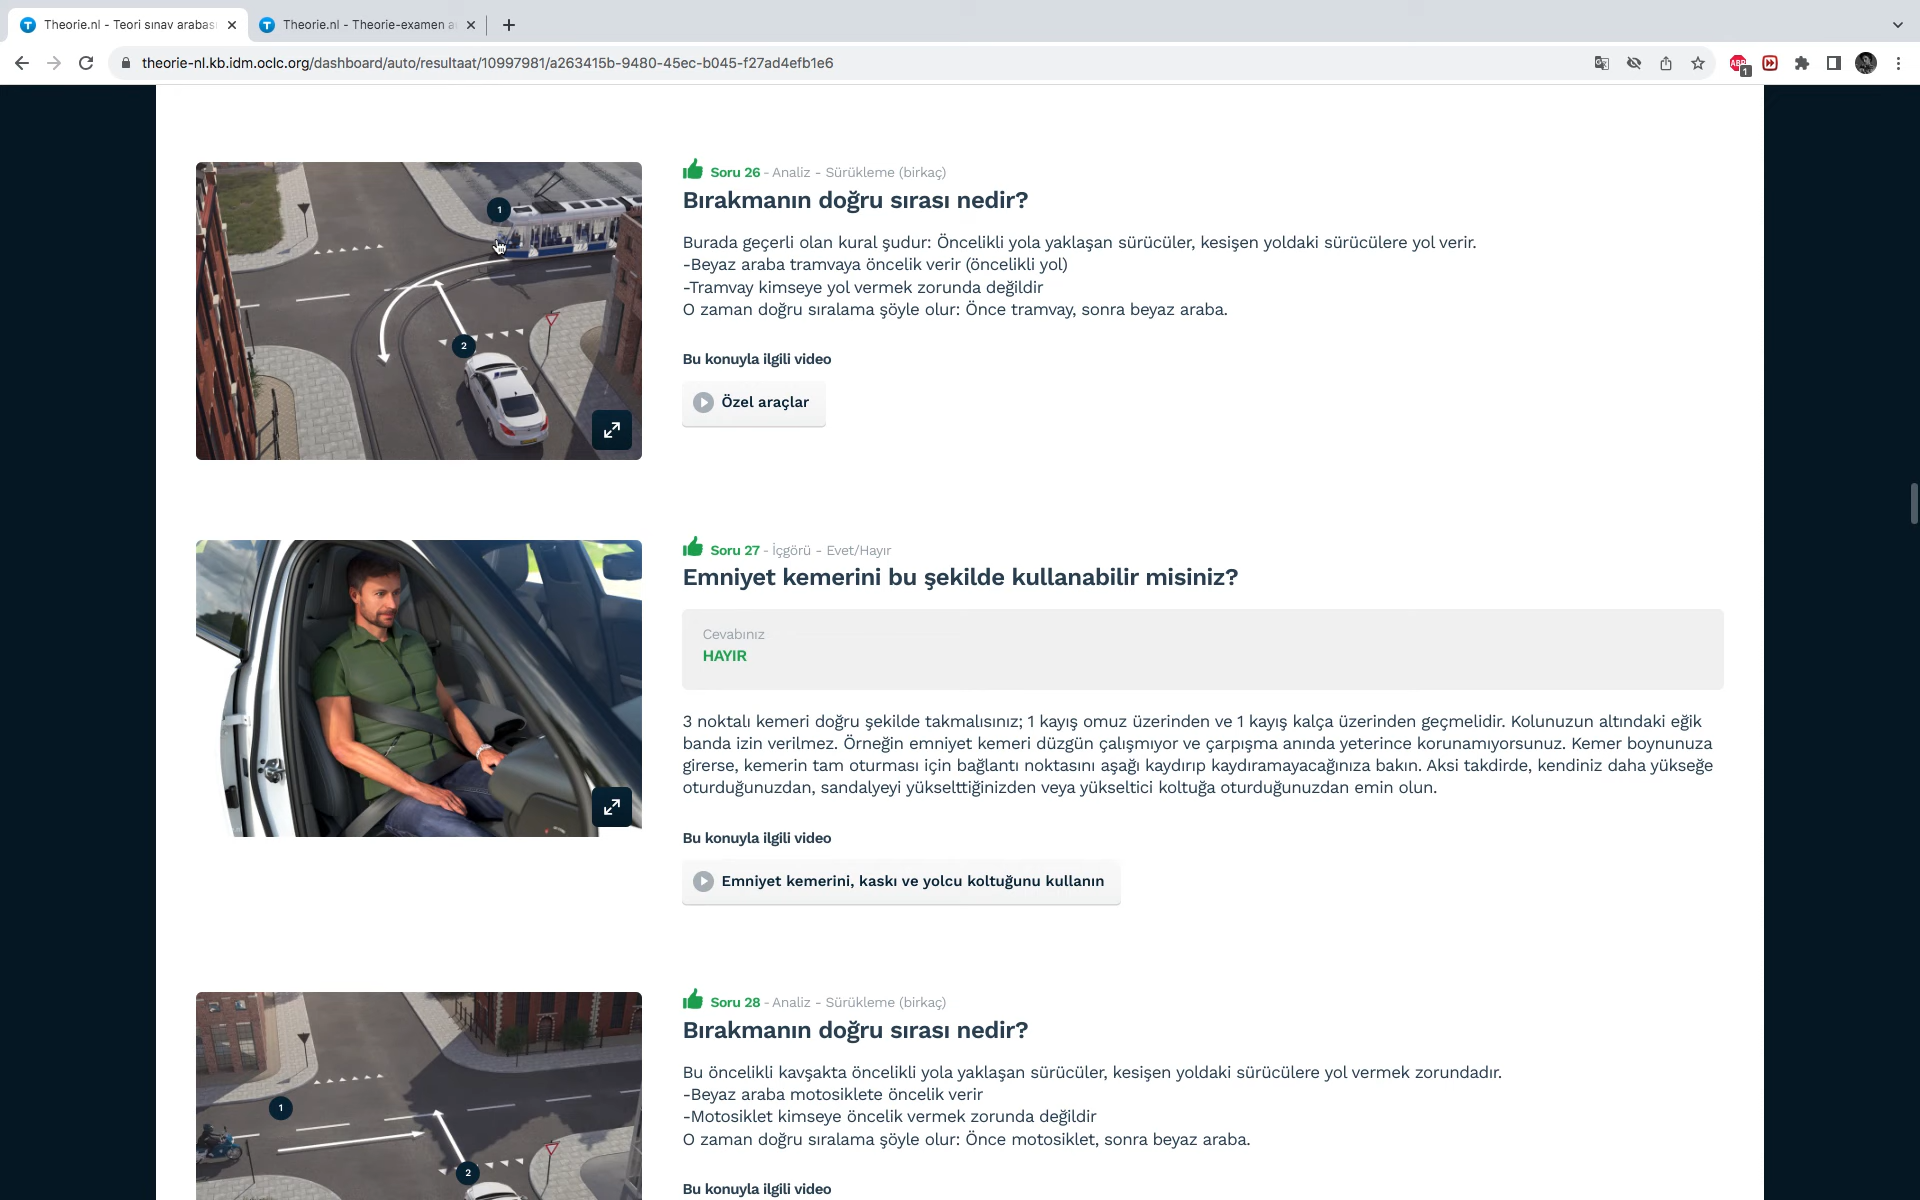 Theorie.nl - Teori sınav arabas
Theorie.nl - Theorie-examen a
theorie-nl.kb.idm.oclc.org/dashboard/auto/resultaat/10997981/a263415b-9480-45ec-b045-f27ad4efb1e6
ABP
1
1
2
Soru 26 - Analiz - Sürükleme (birkaç)
Bırakmanın doğru sırası nedir?
Burada geçerli olan kural şudur: Öncelikli yola yaklaşan sürücüler, kesişen yoldaki sürücülere yol verir.
-Beyaz araba tramvaya öncelik verir (öncelikli yol)
-Tramvay kimseye yol vermek zorunda değildir
O zaman doğru sıralama şöyle olur: Önce tramvay, sonra beyaz araba.
Bu konuyla ilgili video
Özel araçlar
Soru 27 - İçgörü - Evet/Hayır
Emniyet kemerini bu şekilde kullanabilir misiniz?
Cevabınız
HAYIR
3 noktalı kemeri doğru şekilde takmalısınız; 1 kayış omuz üzerinden ve 1 kayış kalça üzerinden geçmelidir. Kolunuzun altındaki eğik
banda izin verilmez. Örneğin emniyet kemeri düzgün çalışmıyor ve çarpışma anında yeterince korunamıyorsunuz. Kemer boynunuza
girerse, kemerin tam oturması için bağlantı noktasını aşağı kaydırıp kaydıramayacağınıza bakın. Aksi takdirde, kendiniz daha yükseğe
oturduğunuzdan, sandalyeyi yükselttiğinizden veya yükseltici koltuğa oturduğunuzdan emin olun.
Bu konuyla ilgili video
Emniyet kemerini, kaskı ve yolcu koltuğunu kullanın
1
2
Soru 28 - Analiz - Sürükleme (birkaç)
Bırakmanın doğru sırası nedir?
Bu öncelikli kavşakta öncelikli yola yaklaşan sürücüler, kesişen yoldaki sürücülere yol vermek zorundadır.
-Beyaz araba motosiklete öncelik verir
-Motosiklet kimseye öncelik vermek zorunda değildir
O zaman doğru sıralama şöyle olur: Önce motosiklet, sonra beyaz araba.
Bu konuyla ilgili video